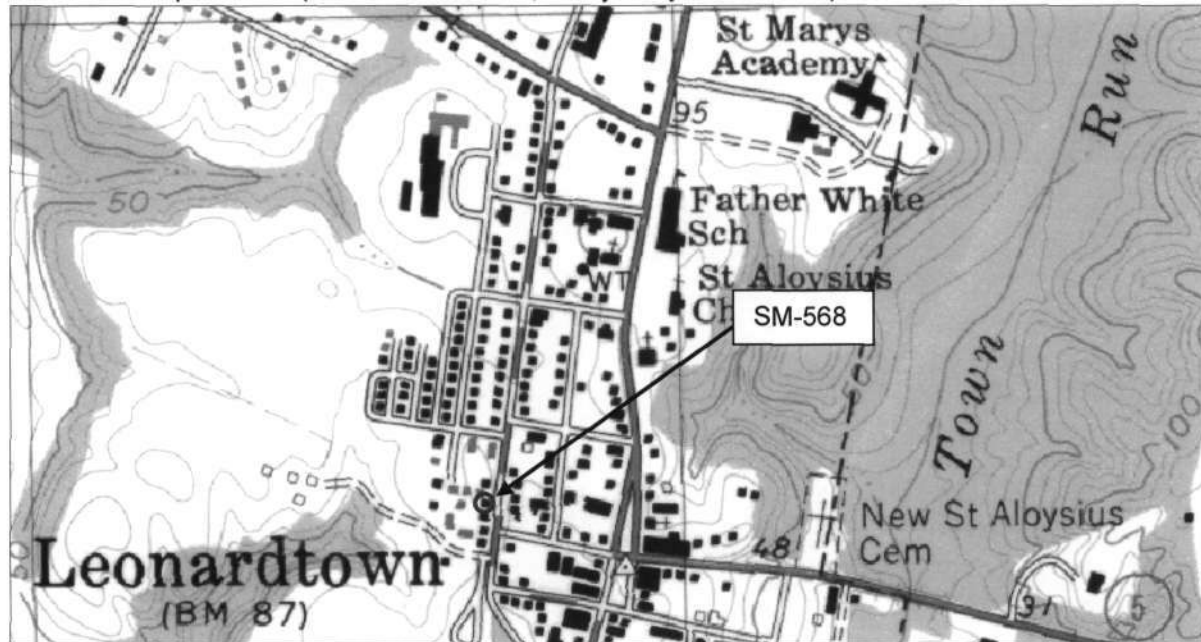 St Marys
Academy
95
Run
50
Father White
Sch
WT
St Aloysius
Ch
SM-568
50
Town
100
New St Aloysius
Cem
48
Leonardtown
(BM 87)
31
5